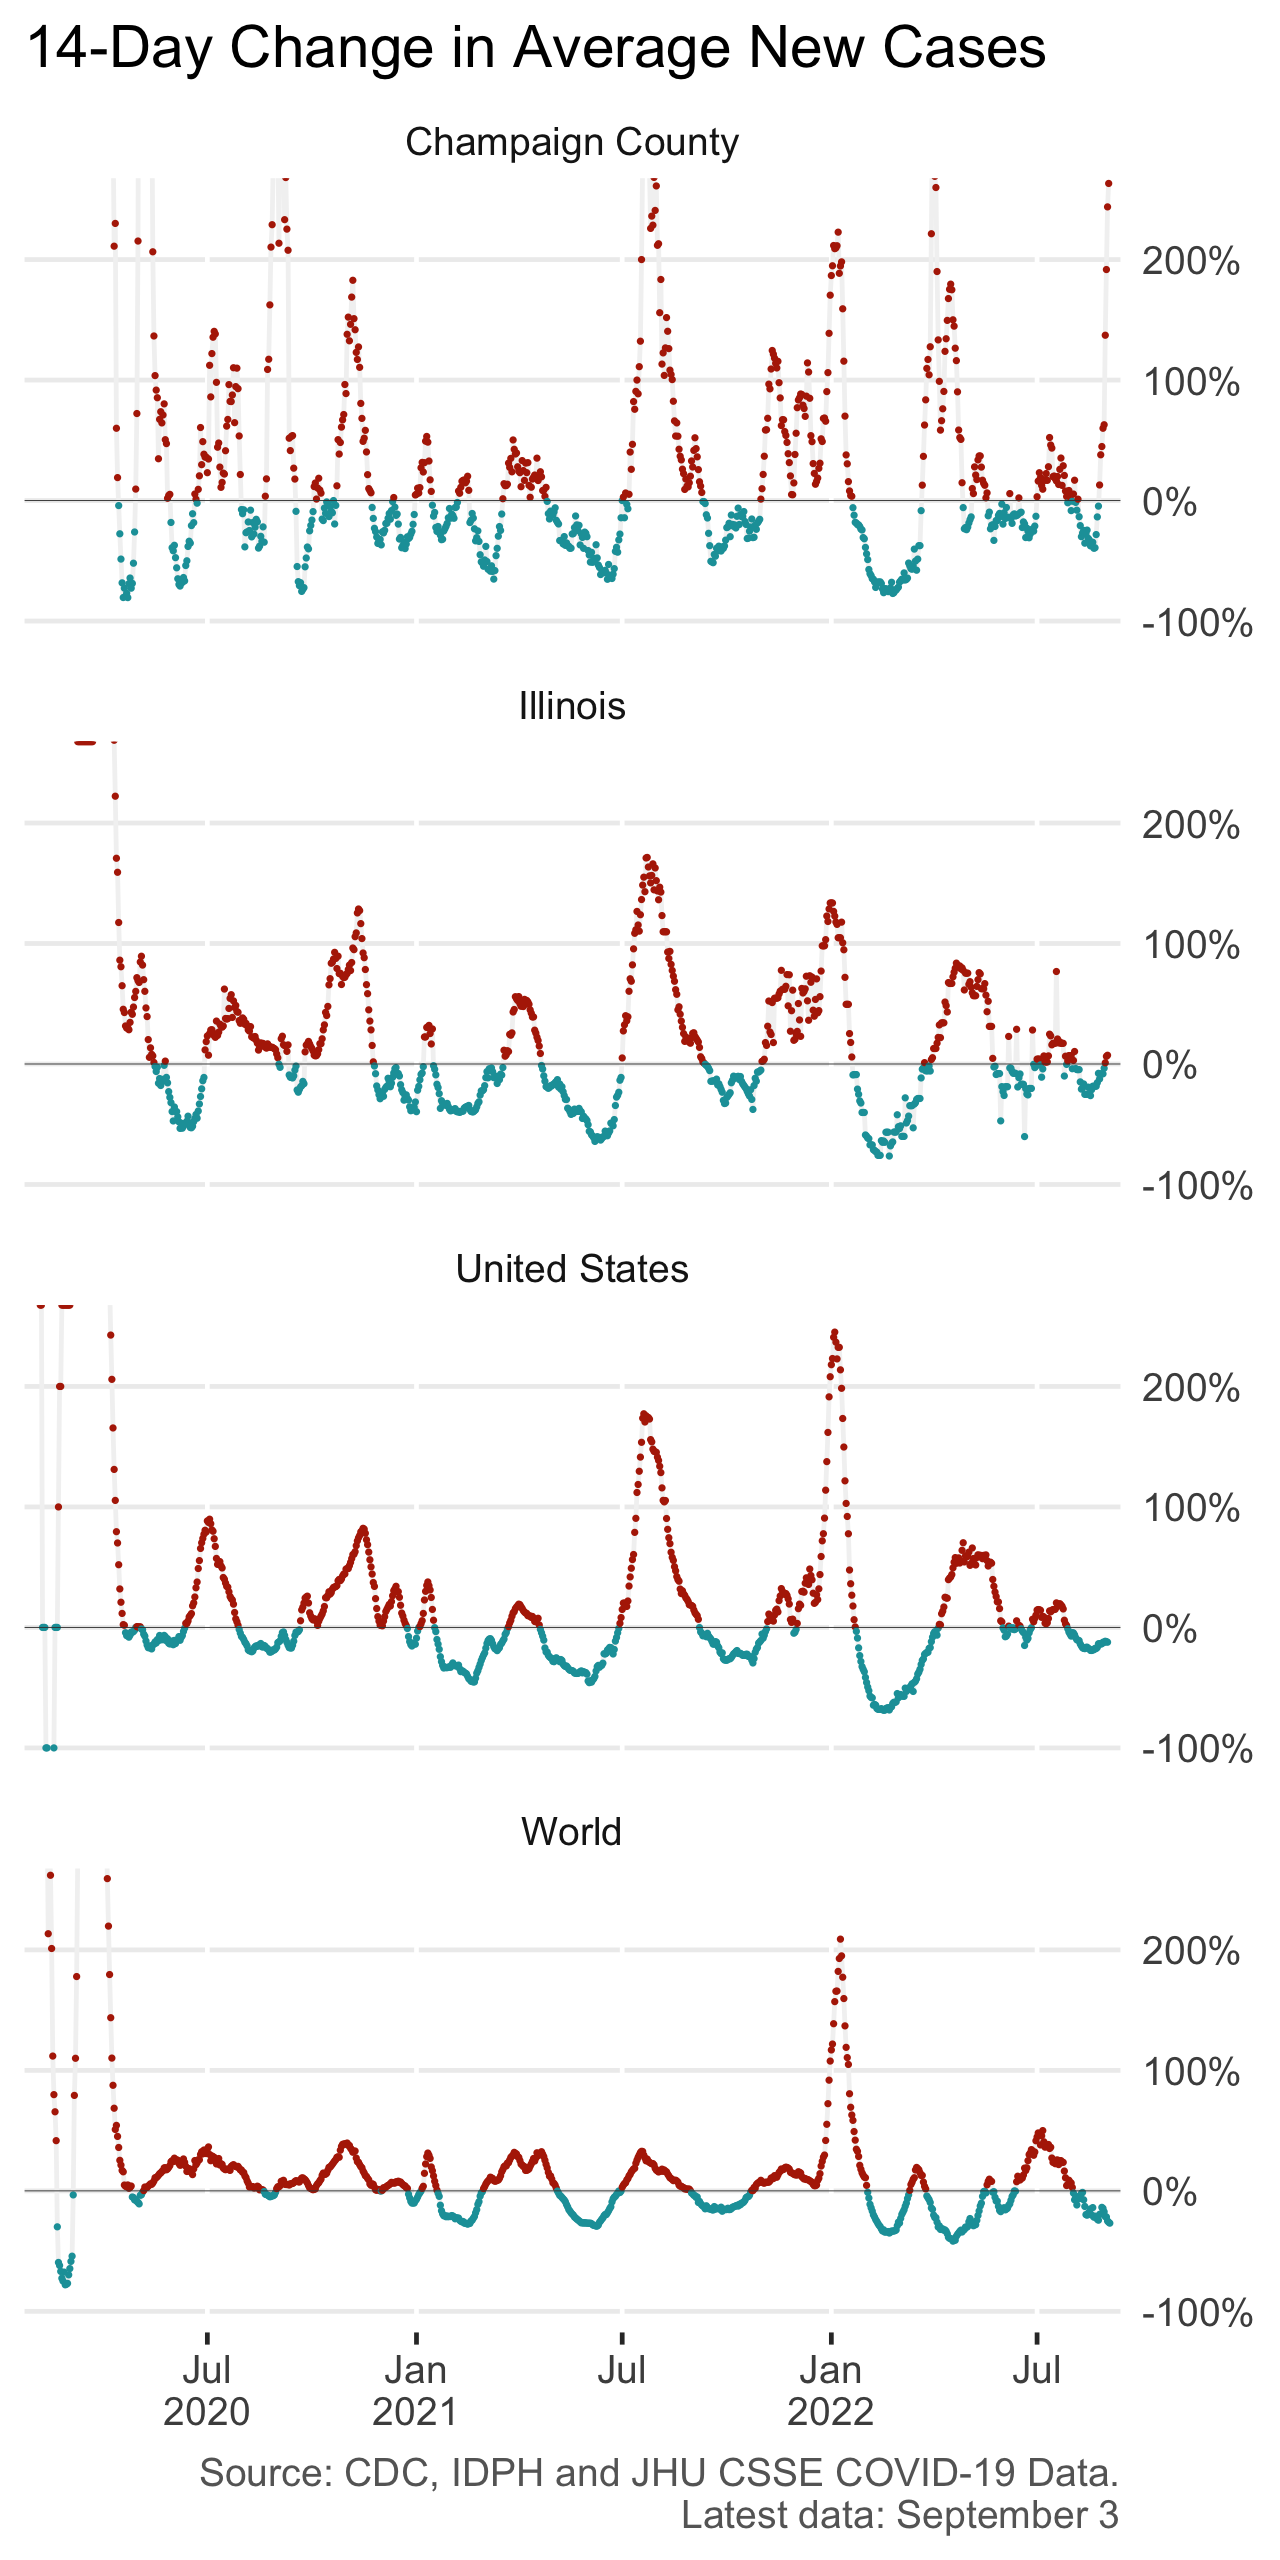 14-Day Change in Average New Cases
Champaign County
200%
100%
0%
-100%
Illinois
200%
100%
0%
-100%
United States
200%
100%
0%
-100%
World
200%
100%
0%
-100%
Jul Jan Jul Jan Jul
2020 2021 2022
Source: CDC, IDPH and JHU CSSE COVID-19 Data.
Latest data: September 3